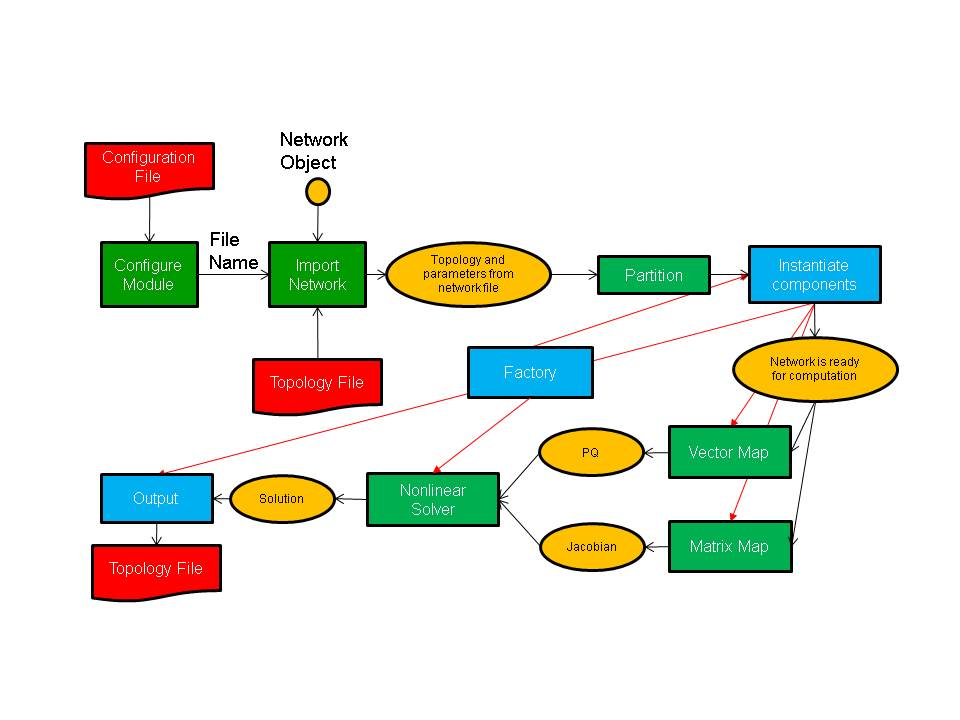 Network
Object
Configuration
File
File
Name
Configure
Module
Import
Network
Topology and
parameters from
network file
Partition
Instantiate
components
Topology File
Factory
Network is ready
for computation
PQ
Vector Map
Output
Solution
Nonlinear
Solver
Jacobian
Matrix Map
Topology File